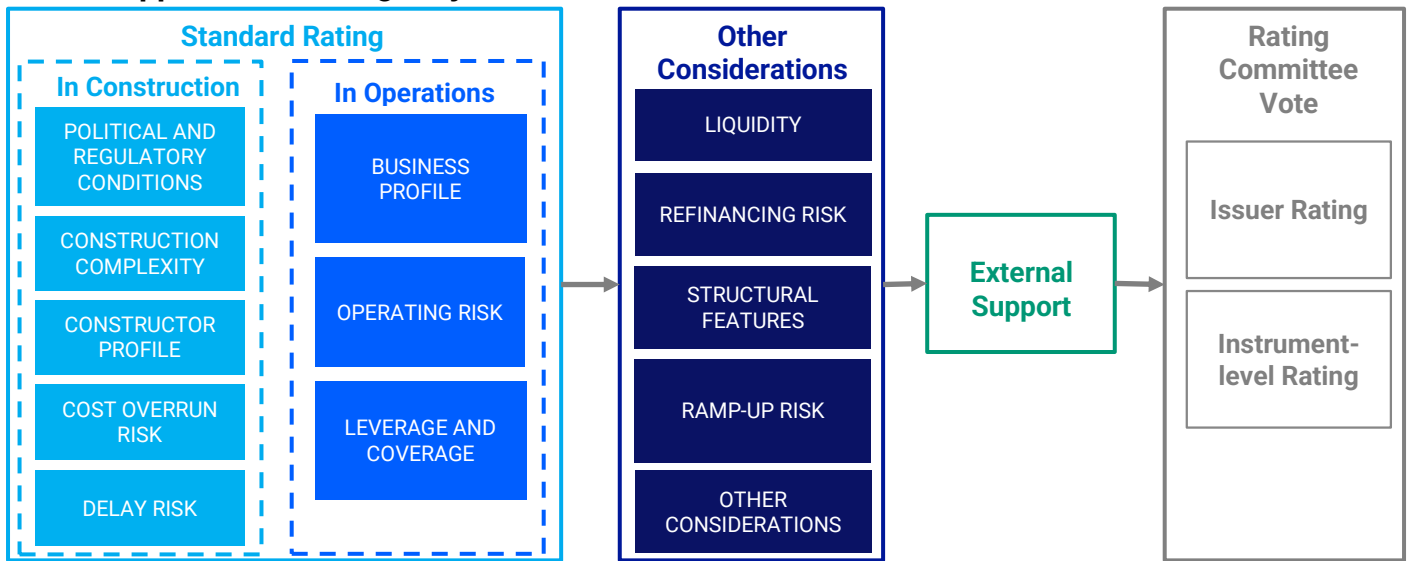 Standard Rating
In Construction
POLITICAL AND
REGULATORY
CONDITIONS
CONSTRUCTION
COMPLEXITY
CONSTRUCTOR
PROFILE
COST OVERRUN
RISK
DELAY RISK
In Operations
BUSINESS
PROFILE
OPERATING RISK
LEVERAGE AND
COVERAGE
Other
Considerations
LIQUIDITY
REFINANCING RISK
STRUCTURAL
FEATURES
RAMP-UP RISK
OTHER
CONSIDERATIONS
External
Support
Rating
Committee
Vote
Issuer Rating
Instrument-
level Rating